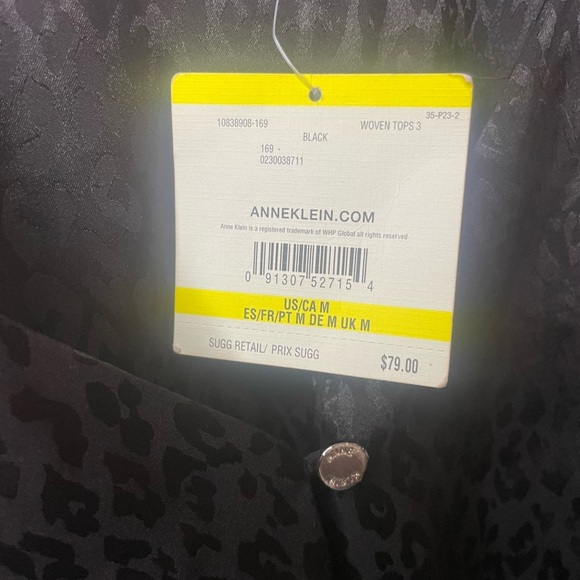 35-P23-2
10838908-169 WOVEN TOPS 3
BLACK
169 -
0230038711
ANNEKLEIN.COM
Anne Klein is a registered trademark of WHP Global all rights reserved
0 91307 52715 4
US/CA M
ES/FR/PT M DE M UK M
SUGG RETAIL/ PRIX SUGG $79.00
ANNE
KLEIN